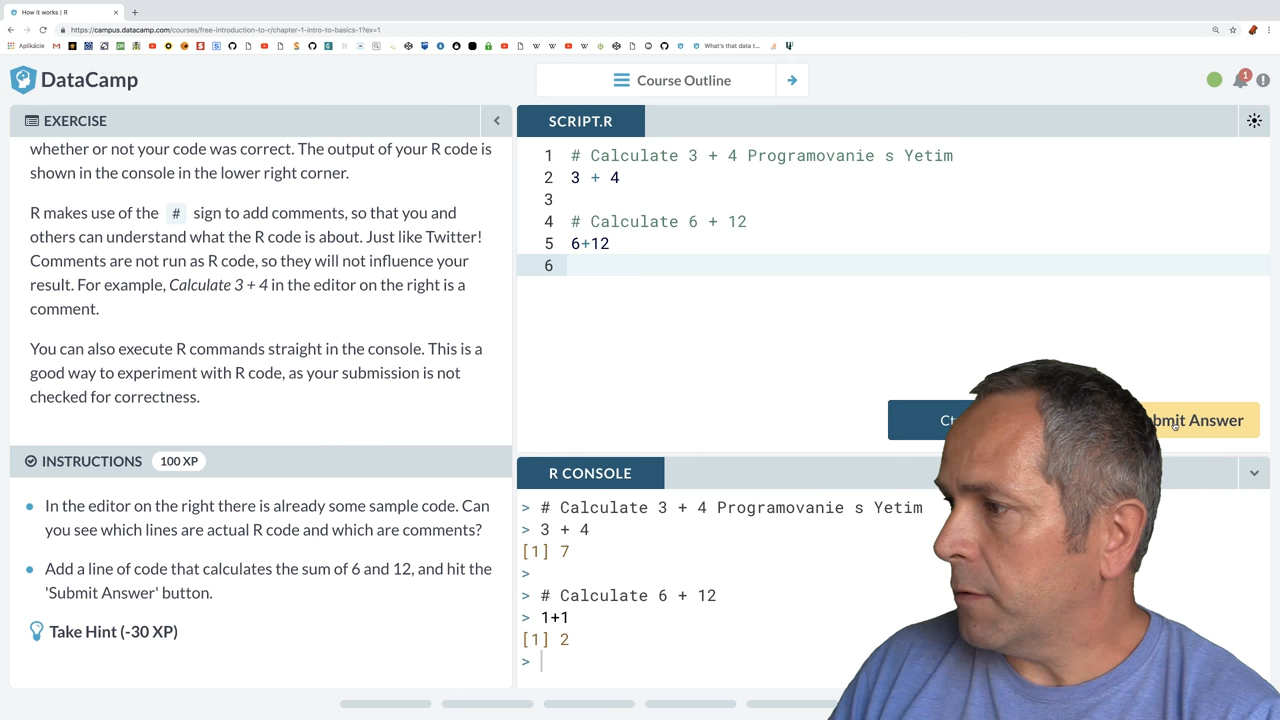 How it works | R
https://campus.datacamp.com/courses/free-introduction-to-r/chapter-1-intro-to-basics-1?ex=1
Aplikácie
What's that data t...
DataCamp
Course Outline
1
EXERCISE
whether or not your code was correct. The output of your R code is
shown in the console in the lower right corner.
R makes use of the # sign to add comments, so that you and
others can understand what the R code is about. Just like Twitter!
Comments are not run as R code, so they will not influence your
result. For example, Calculate 3 + 4 in the editor on the right is a
comment.
You can also execute R commands straight in the console. This is a
good way to experiment with R code, as your submission is not
checked for correctness.
INSTRUCTIONS 100 XP
In the editor on the right there is already some sample code. Can
you see which lines are actual R code and which are comments?
Add a line of code that calculates the sum of 6 and 12, and hit the
'Submit Answer' button.
Take Hint (-30 XP)
SCRIPT.R
1 # Calculate 3 + 4 Programovanie s Yetim
2 3 + 4
3
4 # Calculate 6 + 12
5 6+12
6
Answer
R CONSOLE
> # Calculate 3 + 4 Programovanie s Yetim
> 3 + 4
[1] 7
>
> # Calculate 6 + 12
> 1+1
[1] 2
>